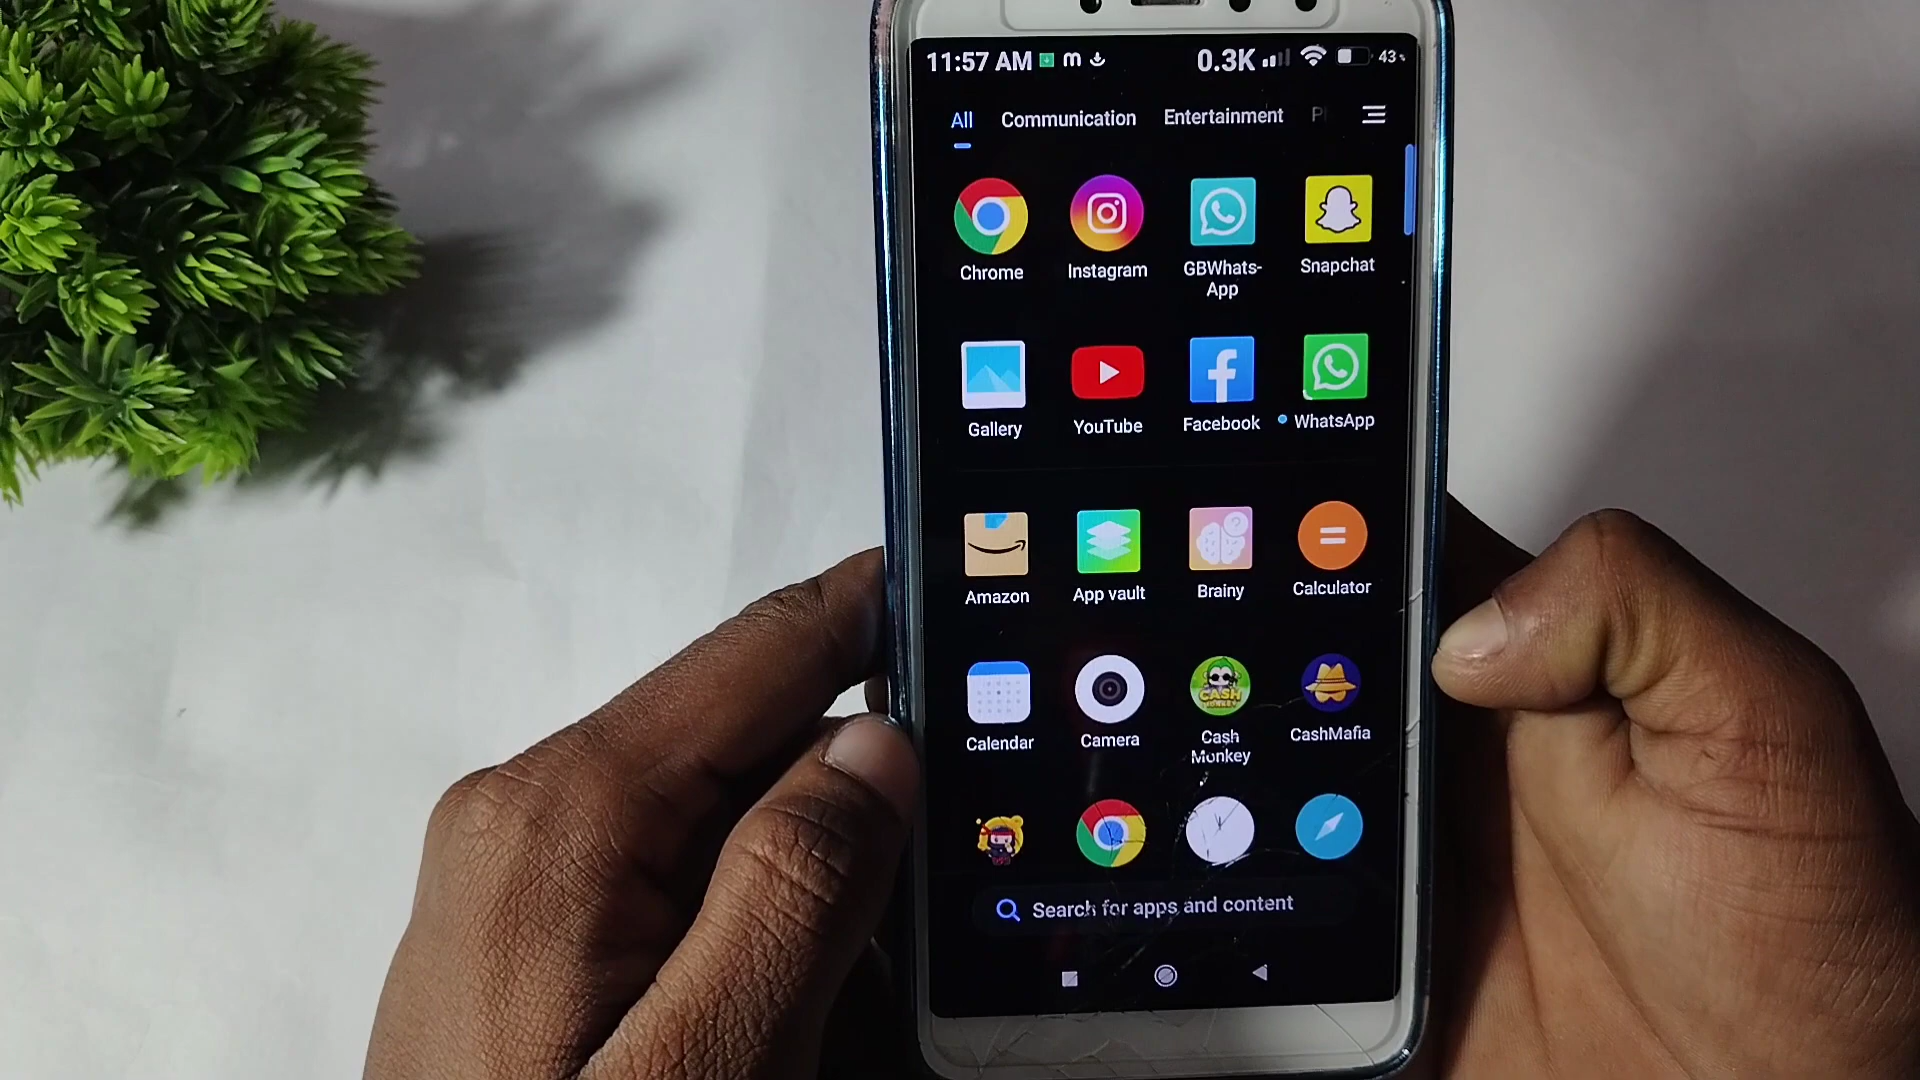 11:57 AM m 0.3K 43
All Communication Entertainment
Chrome Instagram GBWhats-
App Snapchat
Gallery YouTube Facebook WhatsApp
Amazon App vault Brainy Calculator
CASH
Calendar Camera Cash
Monkey CashMafia
Search for apps and content